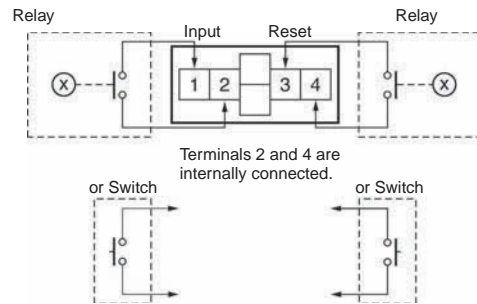 Relay
Relay
Input
Reset
X
1
2
3
4
X
Terminals 2 and 4 are
internally connected.
or Switch
or Switch